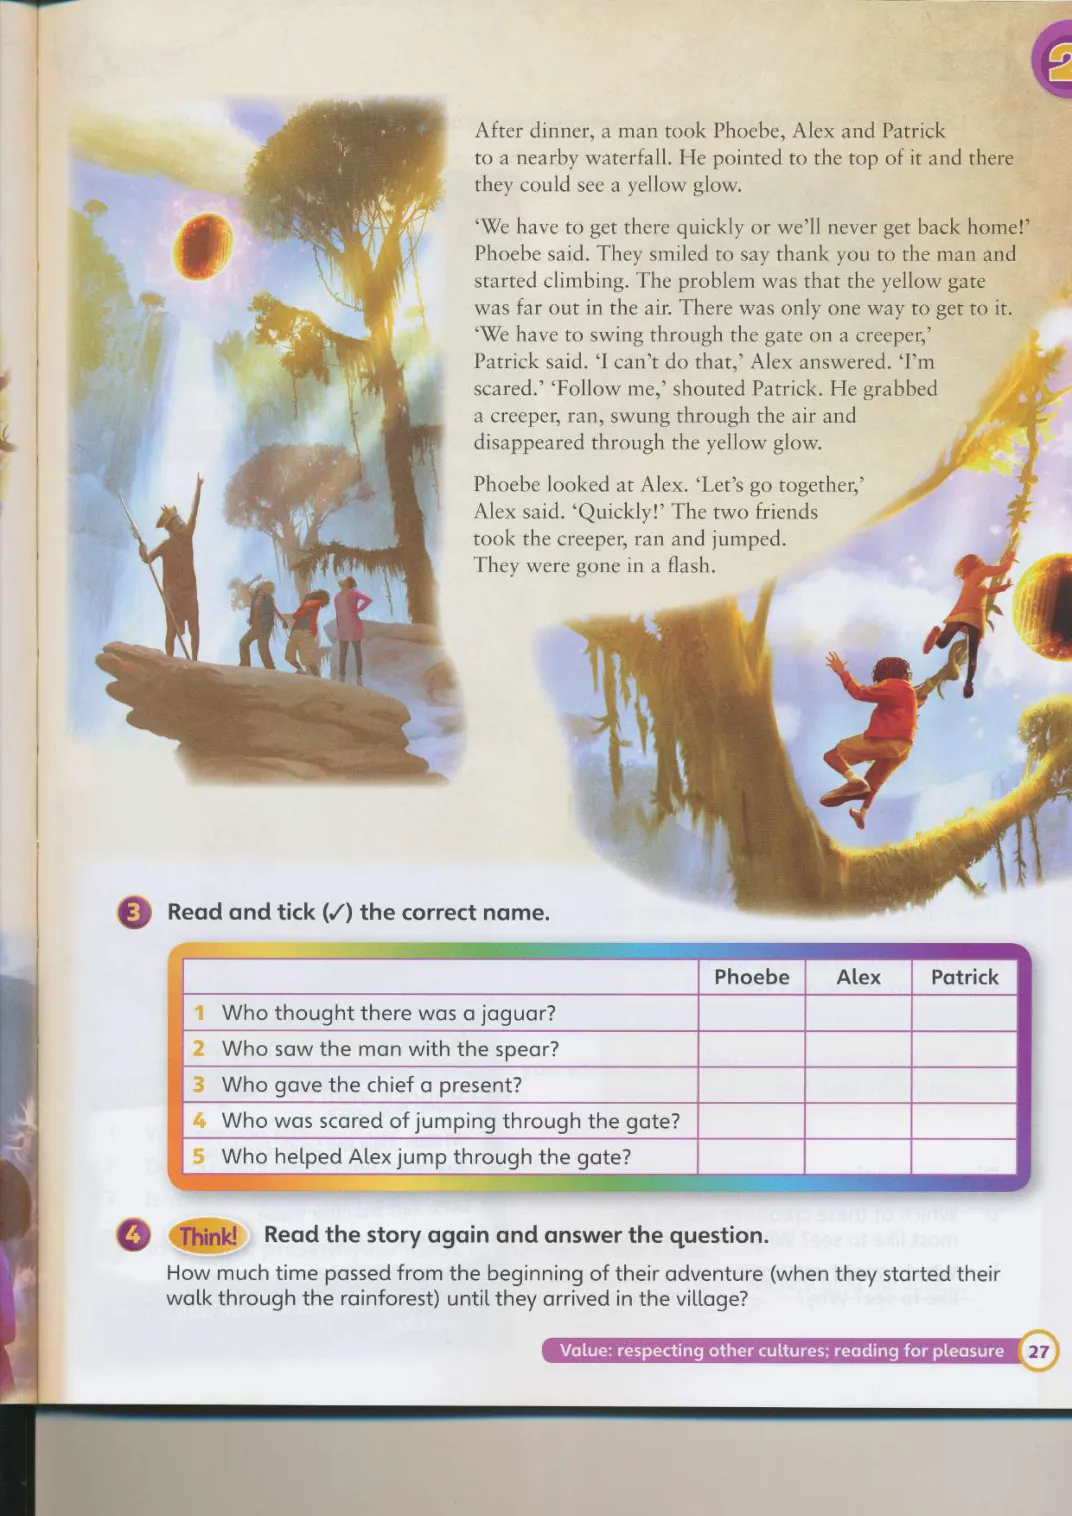 2
After dinner, a man took Phoebe, Alex and Patrick
to a nearby waterfall. He pointed to the top of it and there
they could see a yellow glow.
‘We have to get there quickly or we’ll never get back home!’
Phoebe said. They smiled to say thank you to the man and
started climbing. The problem was that the yellow gate
was far out in the air. There was only one way to get to it.
‘We have to swing through the gate on a creeper,’
Patrick said. ‘I can’t do that,’ Alex answered. ‘I’m
scared.’ ‘Follow me,’ shouted Patrick. He grabbed
a creeper, ran, swung through the air and
disappeared through the yellow glow.
Phoebe looked at Alex. ‘Let’s go together,’
Alex said. ‘Quickly!’ The two friends
took the creeper, ran and jumped.
They were gone in a flash.
3 Read and tick (✓) the correct name.
Phoebe Alex Patrick
1 Who thought there was a jaguar?
2 Who saw the man with the spear?
3 Who gave the chief a present?
4 Who was scared of jumping through the gate?
5 Who helped Alex jump through the gate?
4 Think! Read the story again and answer the question.
How much time passed from the beginning of their adventure (when they started their
walk through the rainforest) until they arrived in the village?
Value: respecting other cultures; reading for pleasure 27